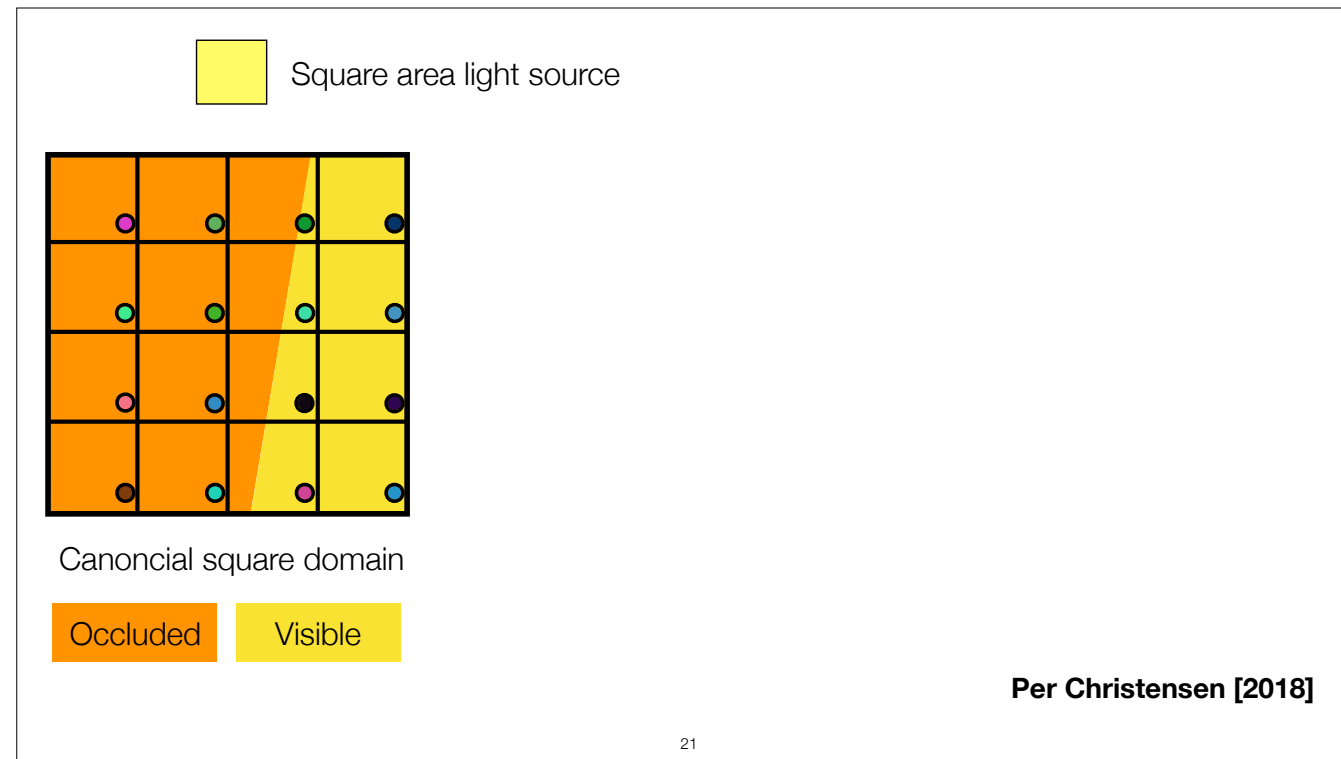 Square area light source
Canoncial square domain
Occluded
Visible
Per Christensen [2018]
21